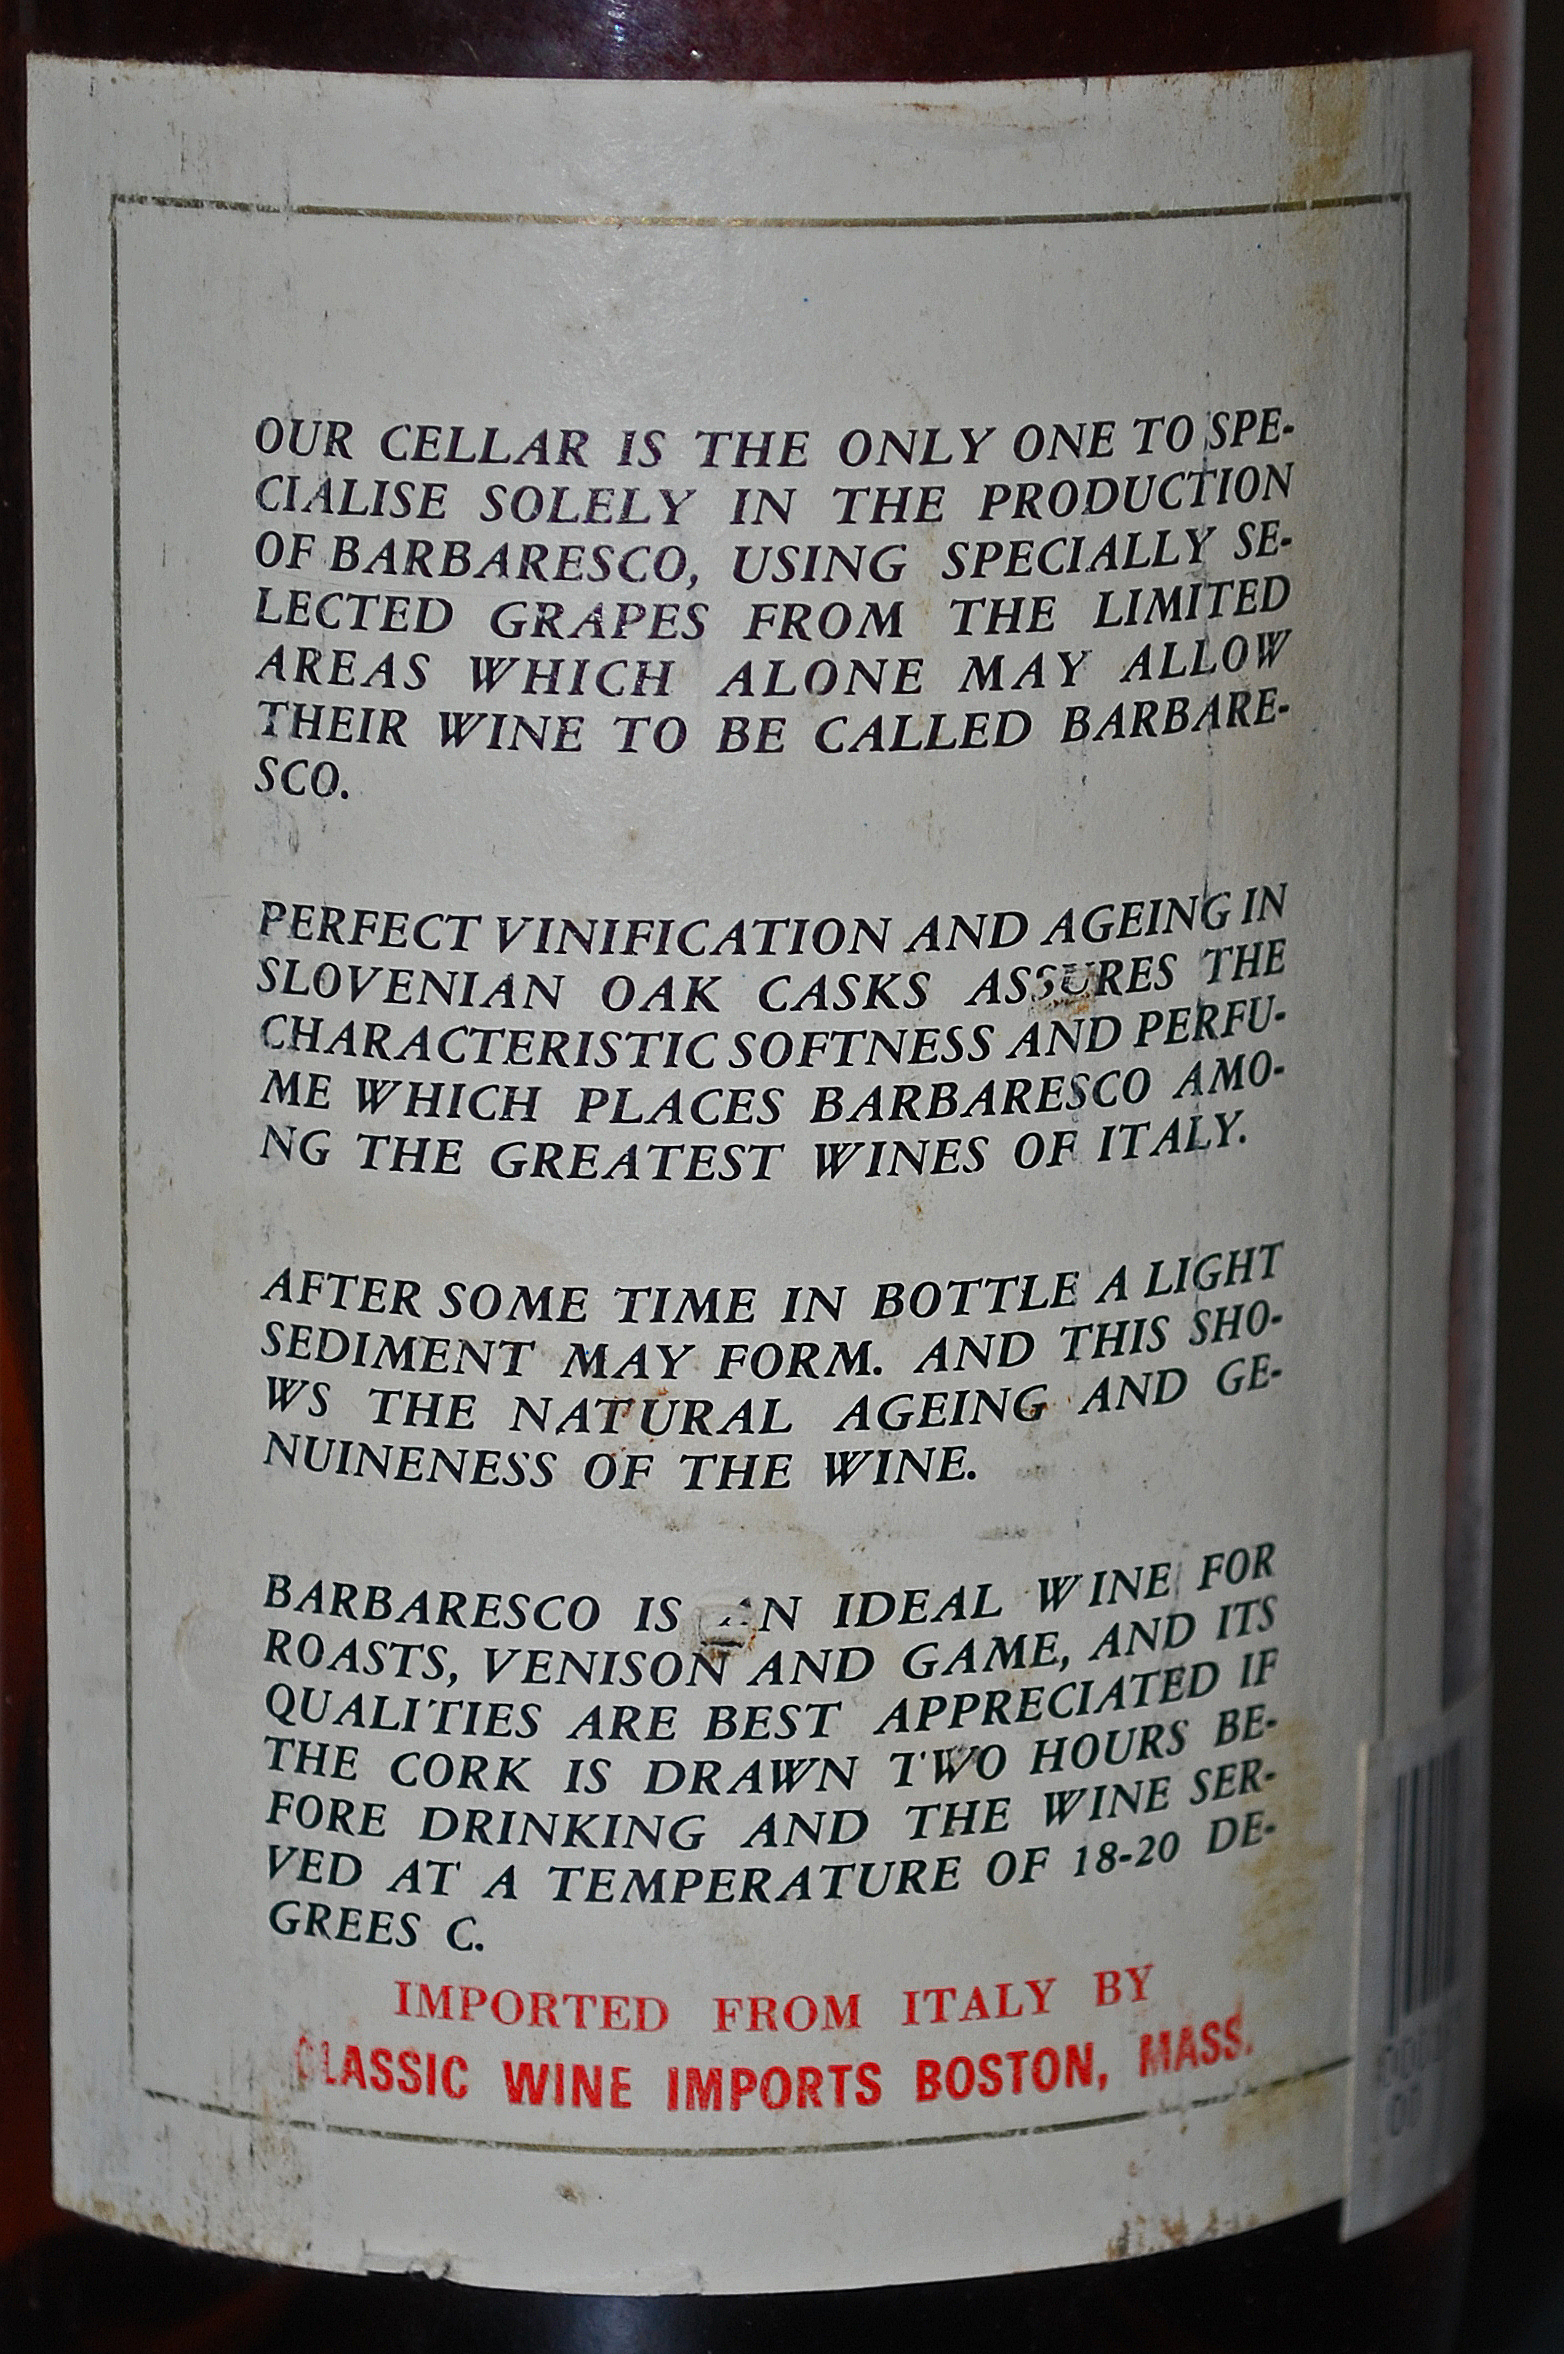 OUR CELLAR IS THE ONLY ONE TO SPE-
CIALISE SOLELY IN THE PRODUCTION
OF BARBARESCO, USING SPECIALLY SE-
LECTED GRAPES FROM THE LIMITED
AREAS WHICH ALONE MAY ALLOW
THEIR WINE TO BE CALLED BARBARE-
SCO.
PERFECT VINIFICATION AND AGEING IN
SLOVENIAN OAK CASKS ASSURES THE
CHARACTERISTIC SOFTNESS AND PERFU-
ME WHICH PLACES BARBARESCO AMO-
NG THE GREATEST WINES OF ITALY.
AFTER SOME TIME IN BOTTLE A LIGHT
SEDIMENT MAY FORM. AND THIS SHO-
WS THE NATURAL AGEING AND GE-
NUINENESS OF THE WINE.
BARBARESCO IS AN IDEAL WINE FOR
ROASTS, VENISON AND GAME, AND ITS
QUALITIES ARE BEST APPRECIATED IF
THE CORK IS DRAWN TWO HOURS BE-
FORE DRINKING AND THE WINE SER-
VED AT A TEMPERATURE OF 18-20 DE-
GREES C.
IMPORTED FROM ITALY BY
CLASSIC WINE IMPORTS BOSTON, MASS.